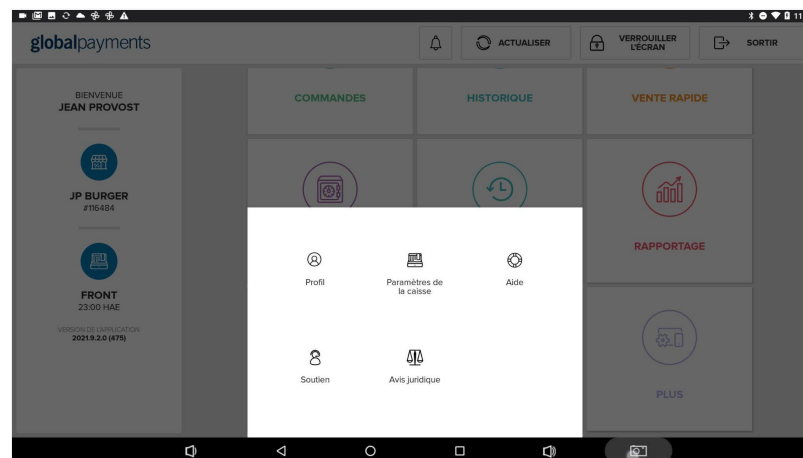 11
globalpayments
ACTUALISER
VERROUILLER
L'ÉCRAN
SORTIR
BIENVENUE
JEAN PROVOST
JP BURGER
#116484
FRONT
23:00 HAE
VERSION DE L'APPLICATION
2021.9.2.0 (475)
COMMANDES
HISTORIQUE
VENTE RAPIDE
RAPPORTAGE
PLUS
Profil
Paramètres de
la caisse
Aide
Soutien
Avis juridique